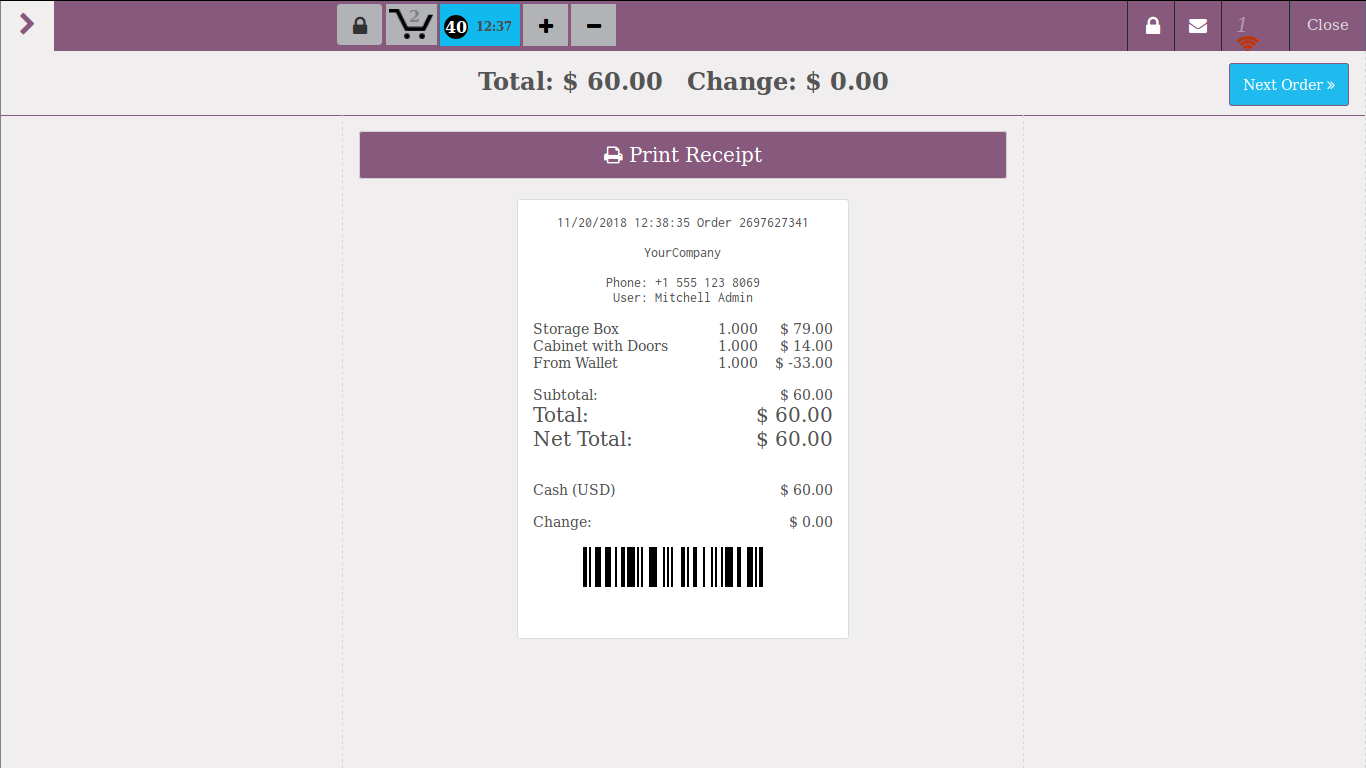 2
40 12:37
1
Close
Total: $ 60.00 Change: $ 0.00
Next Order »
Print Receipt
11/20/2018 12:38:35 Order 2697627341
YourCompany
Phone: +1 555 123 8069
User: Mitchell Admin
Storage Box 1.000 $ 79.00
Cabinet with Doors 1.000 $ 14.00
From Wallet 1.000 $ -33.00
Subtotal: $ 60.00
Total: $ 60.00
Net Total: $ 60.00
Cash (USD) $ 60.00
Change: $ 0.00